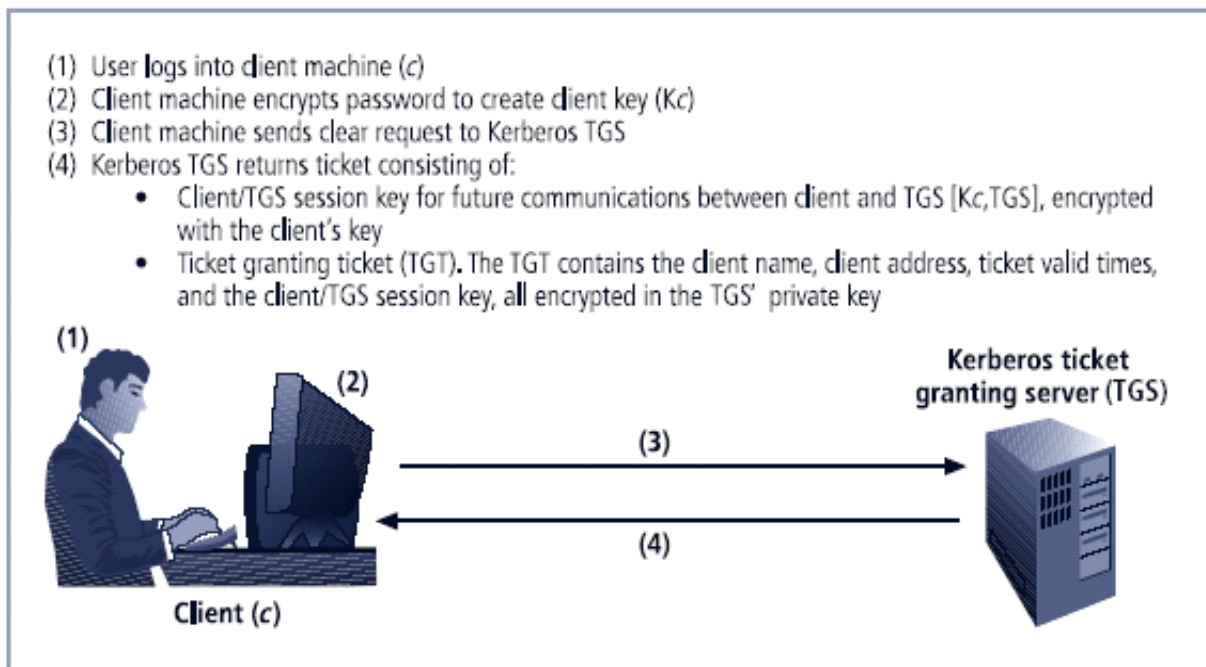 (1) User logs into client machine (c)
(2) Client machine encrypts password to create client key (Kc)
(3) Client machine sends clear request to Kerberos TGS
(4) Kerberos TGS returns ticket consisting of:
• Client/TGS session key for future communications between client and TGS [Kc,TGS], encrypted
with the client's key
• Ticket granting ticket (TGT). The TGT contains the client name, client address, ticket valid times,
and the client/TGS session key, all encrypted in the TGS' private key
(1)
(2)
Kerberos ticket
granting server (TGS)
(3)
(4)
Client (c)